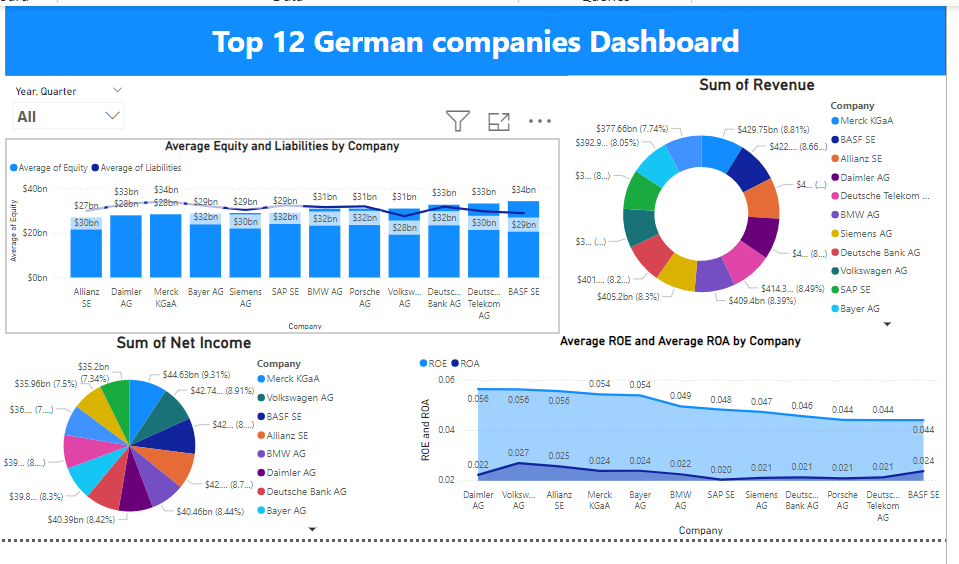 Top 12 German companies Dashboard
Year, Quarter
All
Average Equity and Liabilities by Company
Average of Equity Average of Liabilities
Average of Equity
$40bn
$20bn
$0bn
$27bn $33bn $34bn $29bn $29bn $29bn $31bn $31bn $31bn $33bn $33bn $34bn
$30bn $28bn $28bn $32bn $30bn $32bn $32bn $32bn $28bn $32bn $30bn $29bn
Allianz SE
Daimler AG
Merck KGaA
Bayer AG
Siemens AG
SAP SE
BMW AG
Porsche AG
Volksw... AG
Deutsc... Bank AG
Deutsc... Telekom AG
BASF SE
Company
Sum of Revenue
$377.66bn (7.74%)
$392.9... (8.05%)
$3... (8...)
$3... (...)
$401.... (8.2...)
$405.2bn (8.3%)
$429.75bn (8.81%)
$422.... (8.66...)
$4... (...)
$4... (8...)
$414.3... (8.49%)
$409.4bn (8.39%)
Company
Merck KGaA
BASF SE
Allianz SE
Daimler AG
Deutsche Telekom ...
BMW AG
Siemens AG
Deutsche Bank AG
Volkswagen AG
SAP SE
Bayer AG
Sum of Net Income
$35.2bn
(7.34%)
$35.96bn (7.5%)
$36.... (7....)
$39... (8....)
$39.8... (8.3%)
$40.39bn (8.42%)
$44.63bn (9.31%)
$42.74... (8.91%)
$42... (8....)
$42.... (8.7...)
$40.46bn (8.44%)
Company
Merck KGaA
Volkswagen AG
BASF SE
Allianz SE
BMW AG
Daimler AG
Deutsche Bank AG
Bayer AG
Average ROE and Average ROA by Company
ROE ROA
ROE and ROA
0.06
0.04
0.02
0.056 0.056 0.056 0.054 0.054 0.049 0.048 0.047 0.046 0.044 0.044 0.044
0.022 0.027 0.025 0.024 0.024 0.022 0.020 0.021 0.021 0.021 0.021 0.024
Daimler AG
Volksw... AG
Allianz SE
Merck KGaA
Bayer AG
BMW AG
SAP SE
Siemens AG
Deutsc... Bank AG
Porsche AG
Deutsc... Telekom AG
BASF SE
Company